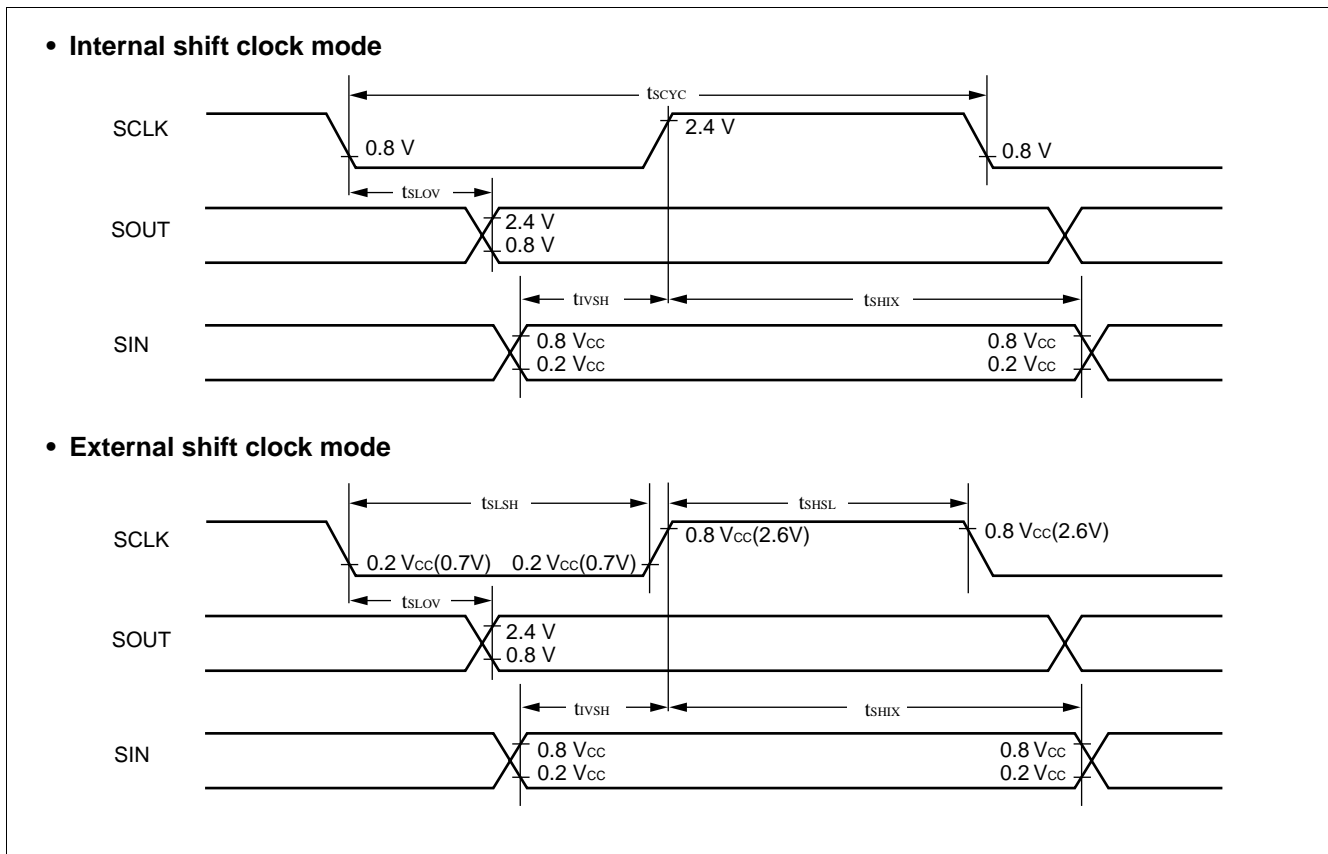 • Internal shift clock mode
tSCYC
SCLK
0.8 V
2.4 V
0.8 V
tSLOV
SOUT
2.4 V
0.8 V
tIVSH
tSHIX
SIN
0.8 VCC
0.2 VCC
0.8 VCC
0.2 VCC
• External shift clock mode
tSLSH
tSHSL
SCLK
0.2 VCC(0.7V)
0.2 VCC(0.7V)
0.8 VCC(2.6V)
0.8 VCC(2.6V)
tSLOV
SOUT
2.4 V
0.8 V
tIVSH
tSHIX
SIN
0.8 VCC
0.2 VCC
0.8 VCC
0.2 VCC